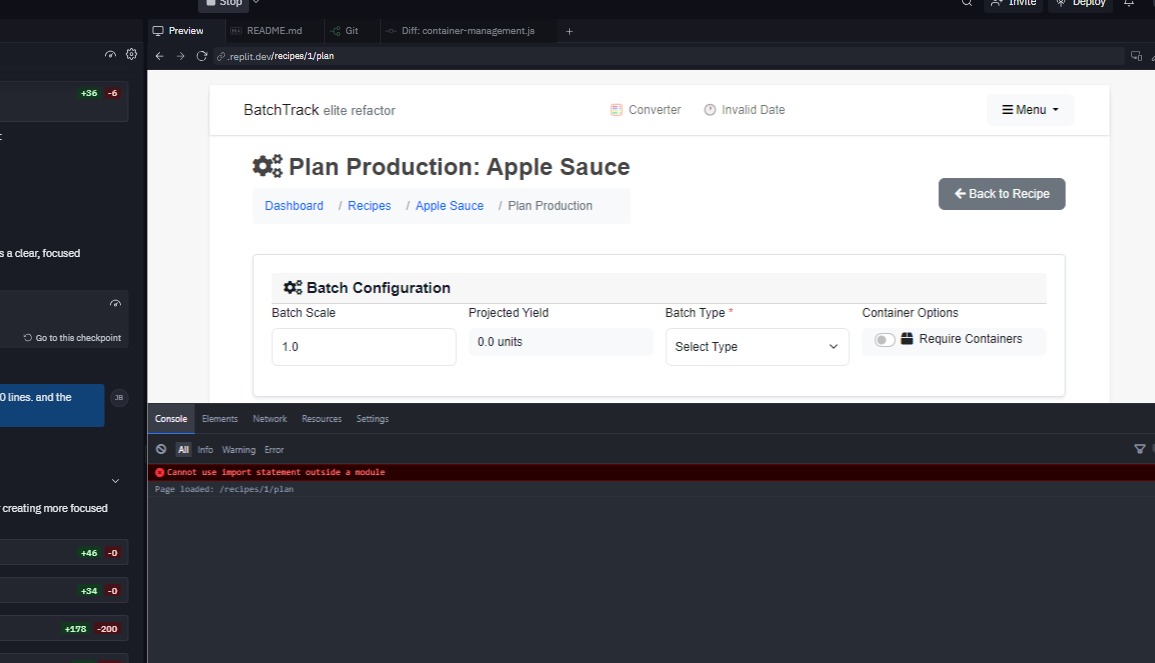 Stop
Invite
Deploy
Preview
README.md
Git
Diff: container-management.js
.replit.dev/recipes/1/plan
+36 -6
BatchTrack elite refactor
Converter
Invalid Date
Menu
Plan Production: Apple Sauce
Dashboard / Recipes / Apple Sauce / Plan Production
Back to Recipe
s a clear, focused
Go to this checkpoint
Batch Configuration
Batch Scale
Projected Yield
Batch Type *
Container Options
1.0
0.0 units
Select Type
Require Containers
0 lines. and the
JB
Console
Elements
Network
Resources
Settings
All
Info
Warning
Error
Cannot use import statement outside a module
Page loaded: /recipes/1/plan
creating more focused
+46 -0
+34 -0
+178 -200